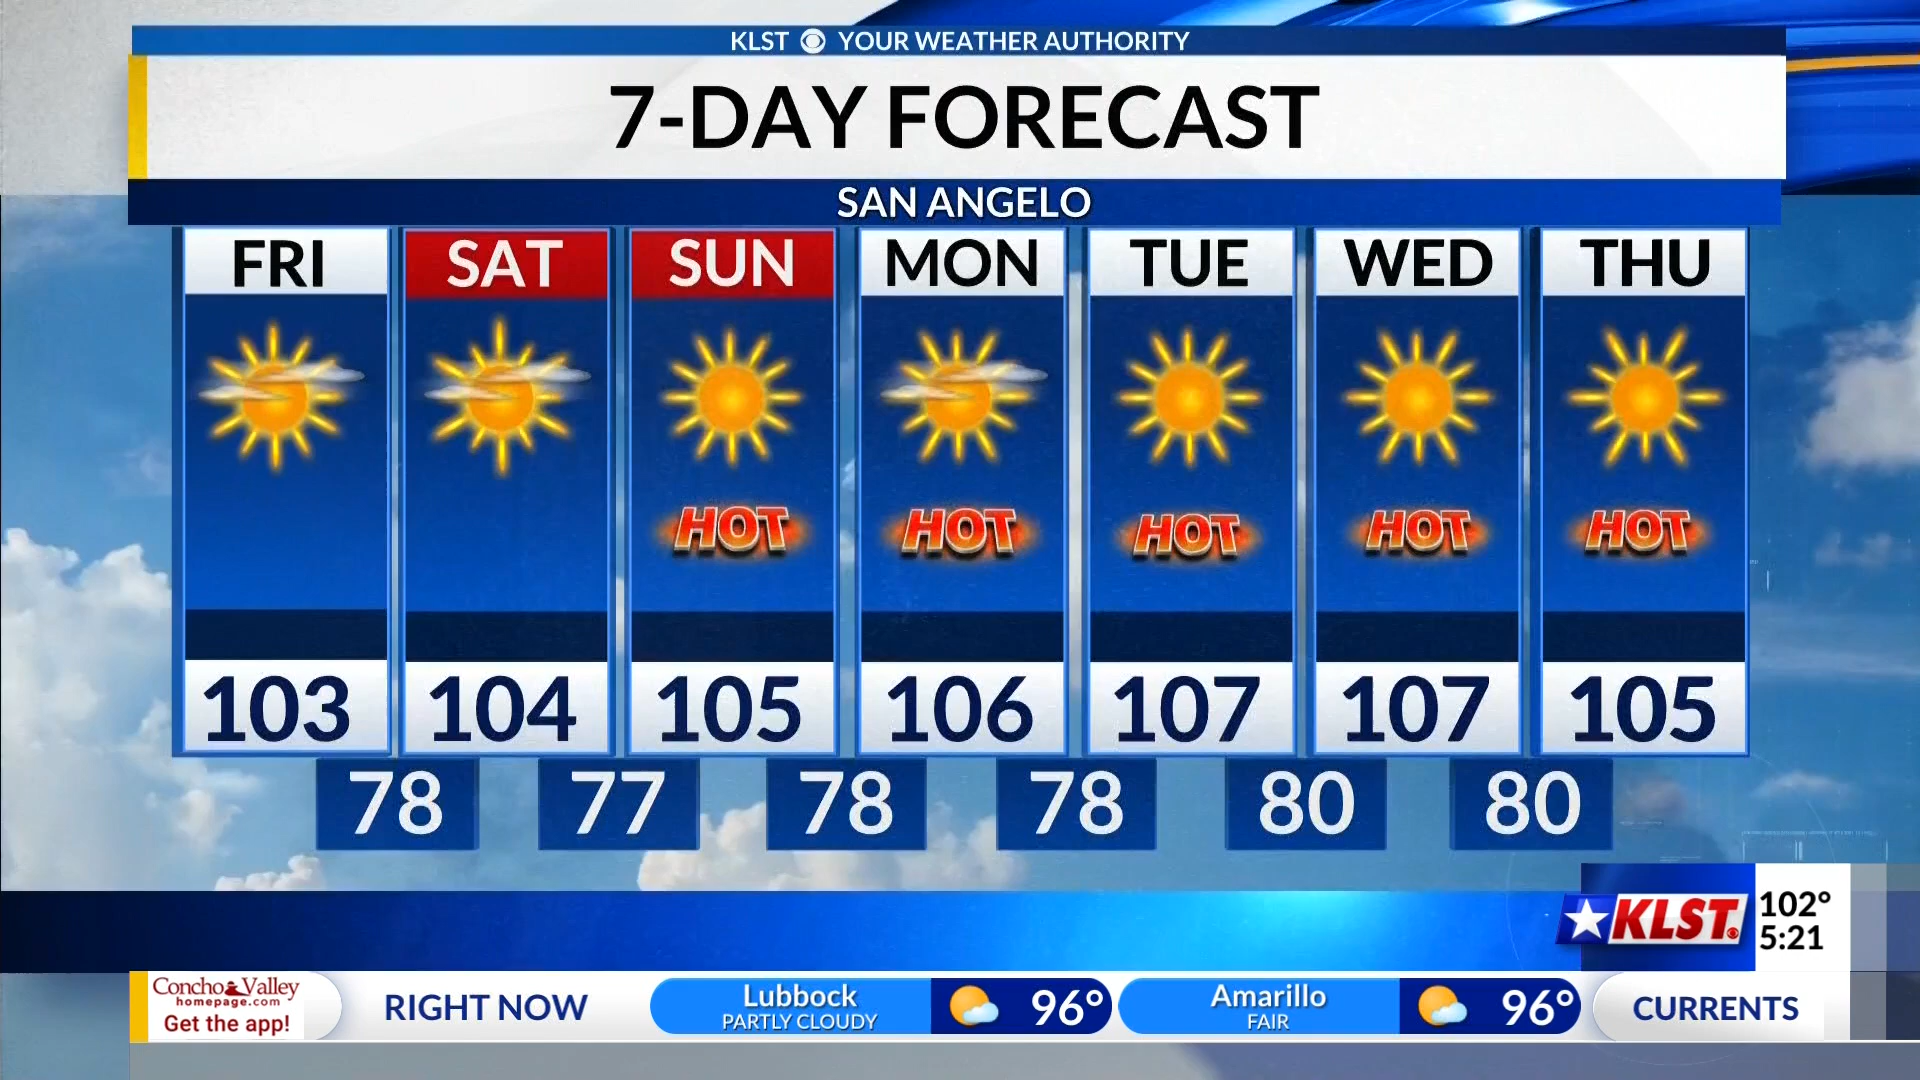 KLST YOUR WEATHER AUTHORITY
7-DAY FORECAST
SAN ANGELO
FRI SAT SUN MON TUE WED THU
HOT HOT HOT HOT HOT
103 104 105 106 107 107 105
78 77 78 78 80 80
KLST.
102°
5:21
Concho Valley
homepage.com
Get the app!
RIGHT NOW
Lubbock
PARTLY CLOUDY
96°
Amarillo
FAIR
96°
CURRENTS